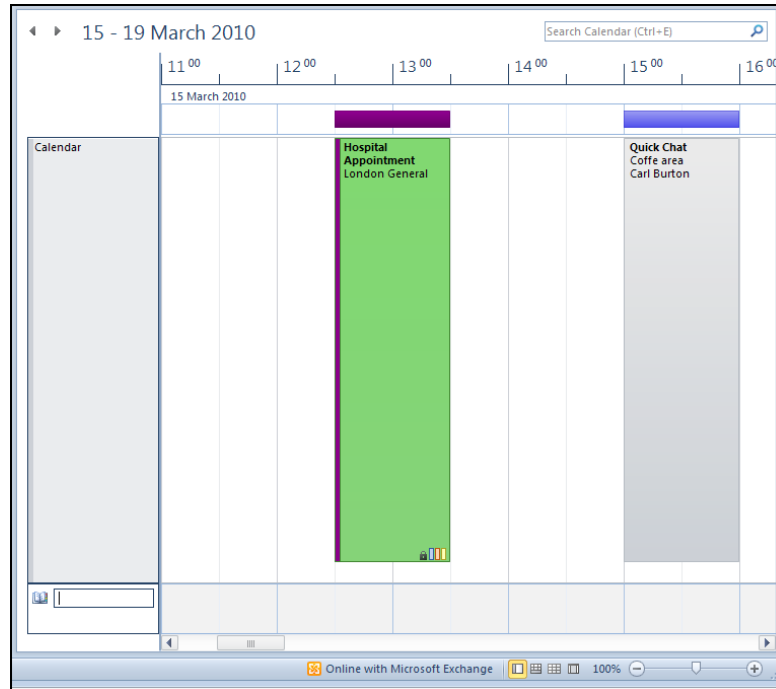 15 - 19 March 2010
Search Calendar (Ctrl+E)
11 00 12 00 13 00 14 00 15 00 16 00
15 March 2010
Calendar
Hospital
Appointment
London General
Quick Chat
Coffe area
Carl Burton
Online with Microsoft Exchange
100%